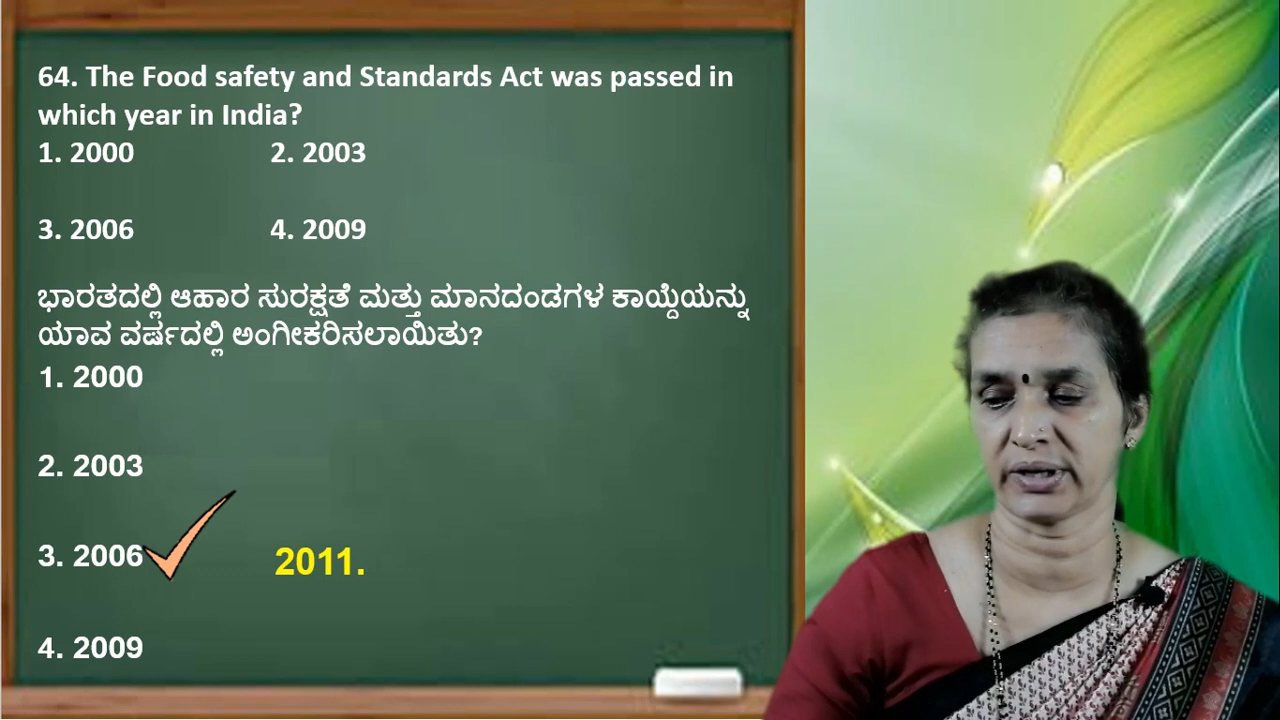 64. The Food safety and Standards Act was passed in
which year in India?
1. 2000 2. 2003
3. 2006 4. 2009
ಭಾರತದಲ್ಲಿ ಆಹಾರ ಸುರಕ್ಷತೆ ಮತ್ತು ಮಾನದಂಡಗಳ ಕಾಯ್ದೆಯನ್ನು
ಯಾವ ವರ್ಷದಲ್ಲಿ ಅಂಗೀಕರಿಸಲಾಯಿತು?
1. 2000
2. 2003
3. 2006 2011.
4. 2009